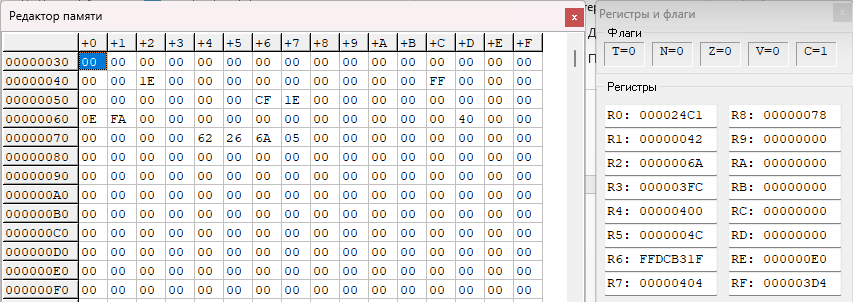 Редактор памяти
x
+0 +1 +2 +3 +4 +5 +6 +7 +8 +9 +A +B +C +D +E +F
00000030 00 00 00 00 00 00 00 00 00 00 00 00 00 00 00 00
00000040 00 00 1E 00 00 00 00 00 00 00 00 00 FF 00 00 00
00000050 00 00 00 00 00 00 CF 1E 00 00 00 00 00 00 00 00
00000060 0E FA 00 00 00 00 00 00 00 00 00 00 00 40 00 00
00000070 00 00 00 00 62 26 6A 05 00 00 00 00 00 00 00 00
00000080 00 00 00 00 00 00 00 00 00 00 00 00 00 00 00 00
00000090 00 00 00 00 00 00 00 00 00 00 00 00 00 00 00 00
000000A0 00 00 00 00 00 00 00 00 00 00 00 00 00 00 00 00
000000B0 00 00 00 00 00 00 00 00 00 00 00 00 00 00 00 00
000000C0 00 00 00 00 00 00 00 00 00 00 00 00 00 00 00 00
000000D0 00 00 00 00 00 00 00 00 00 00 00 00 00 00 00 00
000000E0 00 00 00 00 00 00 00 00 00 00 00 00 00 00 00 00
000000F0 00 00 00 00 00 00 00 00 00 00 00 00 00 00 00 00
Регистры и флаги
x
Флаги
T=0 N=0 Z=0 V=0 C=1
Регистры
R0: 000024C1 R8: 00000078
R1: 00000042 R9: 00000000
R2: 0000006A RA: 00000000
R3: 000003FC RB: 00000000
R4: 00000400 RC: 00000000
R5: 0000004C RD: 00000000
R6: FFDCB31F RE: 000000E0
R7: 00000404 RF: 000003D4